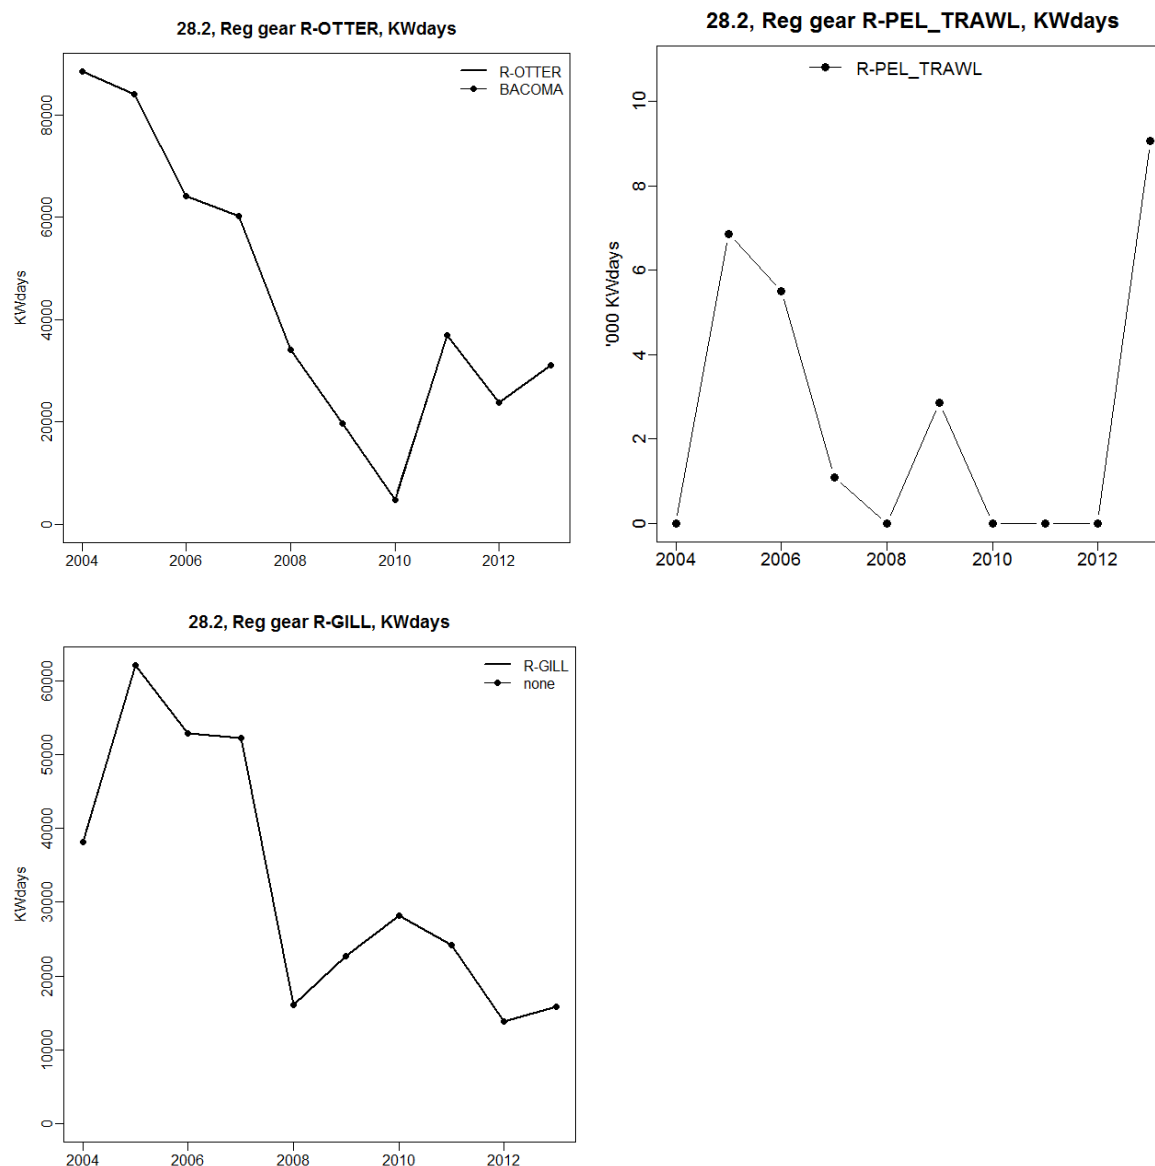 28.2, Reg gear R-OTTER, KWdays
R-OTTER
BACOMA
KWdays
80000
60000
40000
20000
0
2004 2006 2008 2010 2012
28.2, Reg gear R-PEL_TRAWL, KWdays
R-PEL_TRAWL
'000 KWdays
10
8
6
4
2
0
2004 2006 2008 2010 2012
28.2, Reg gear R-GILL, KWdays
R-GILL
none
KWdays
60000
50000
40000
30000
20000
10000
0
2004 2006 2008 2010 2012